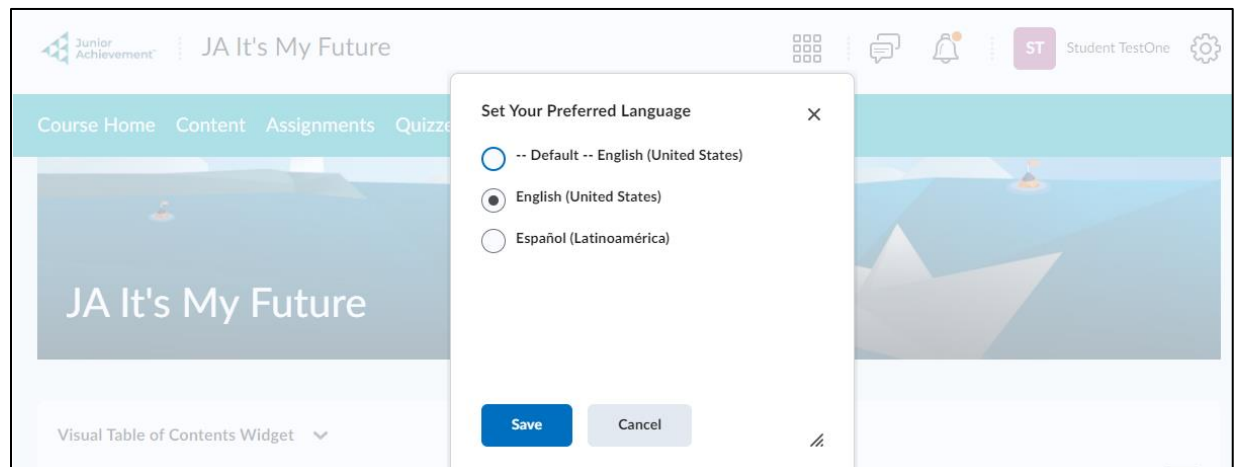 Junior
Achievement
JA It's My Future
ST
Student TestOne
Course Home Content Assignments
Set Your Preferred Language
-- Default -- English (United States)
English (United States)
Español (Latinoamérica)
JA It's My Future
Visual Table of Contents Widget
Save
Cancel